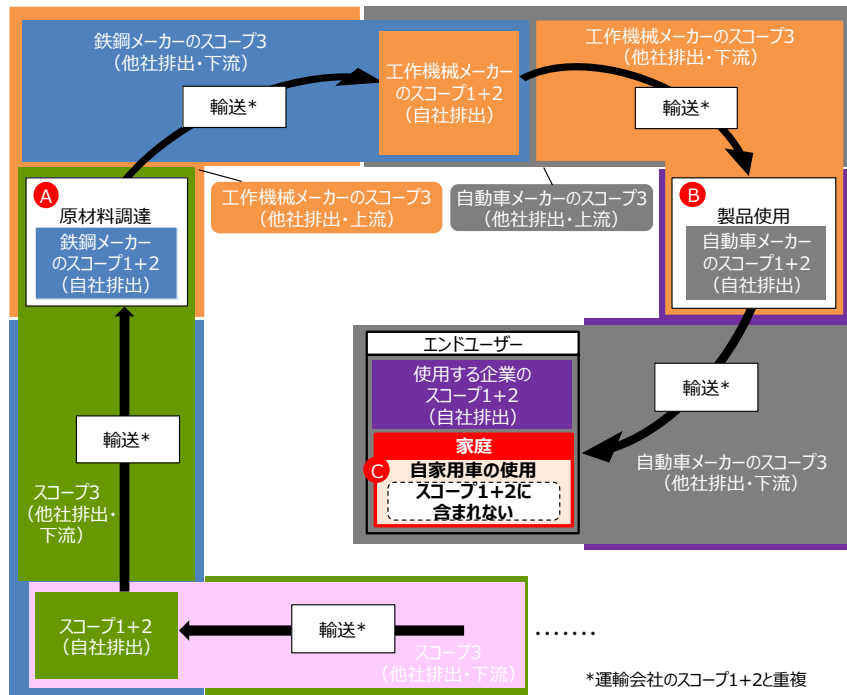 鉄鋼メーカーのスコープ3
（他社排出・下流）
工作機械メーカー
のスコープ1+2
（自社排出）
工作機械メーカーのスコープ3
（他社排出・下流）
輸送*
輸送*
A
原材料調達
鉄鋼メーカー
のスコープ1+2
（自社排出）
工作機械メーカーのスコープ3
（他社排出・上流）
自動車メーカーのスコープ3
（他社排出・上流）
B
製品使用
自動車メーカー
のスコープ1+2
（自社排出）
エンドユーザー
使用する企業の
スコープ1+2
（自社排出）
家庭
C
自家用車の使用
スコープ1+2に
含まれない
輸送*
自動車メーカーのスコープ3
（他社排出・下流）
輸送*
スコープ3
（他社排出・
下流）
スコープ1+2
（自社排出）
輸送*
スコープ3
（他社排出・下流）
.......
*運輸会社のスコープ1+2と重複